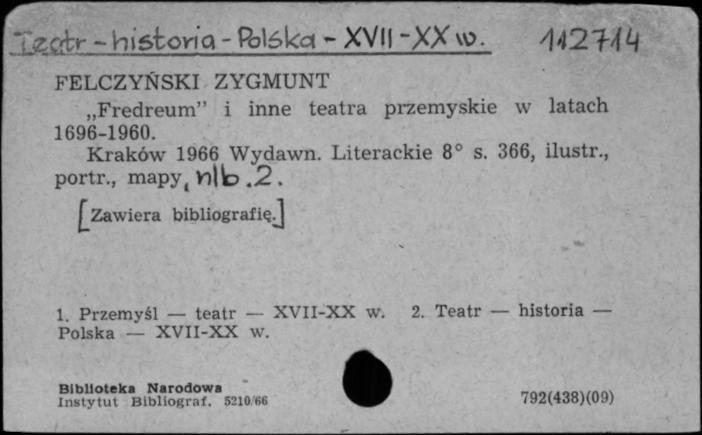 Teatr - historia - Polska - XVII - XX w. 112714
FELCZYŃSKI ZYGMUNT
„Fredreum” i inne teatra przemyskie w latach
1696-1960.
Kraków 1966 Wydawn. Literackie 8° s. 366, ilustr.,
portr., mapy, nlb.2.
[Zawiera bibliografię.]
1. Przemyśl — teatr — XVII-XX w. 2. Teatr — historia —
Polska — XVII-XX w.
Biblioteka Narodowa
Instytut Bibliograf. 5210/66 792(438)(09)